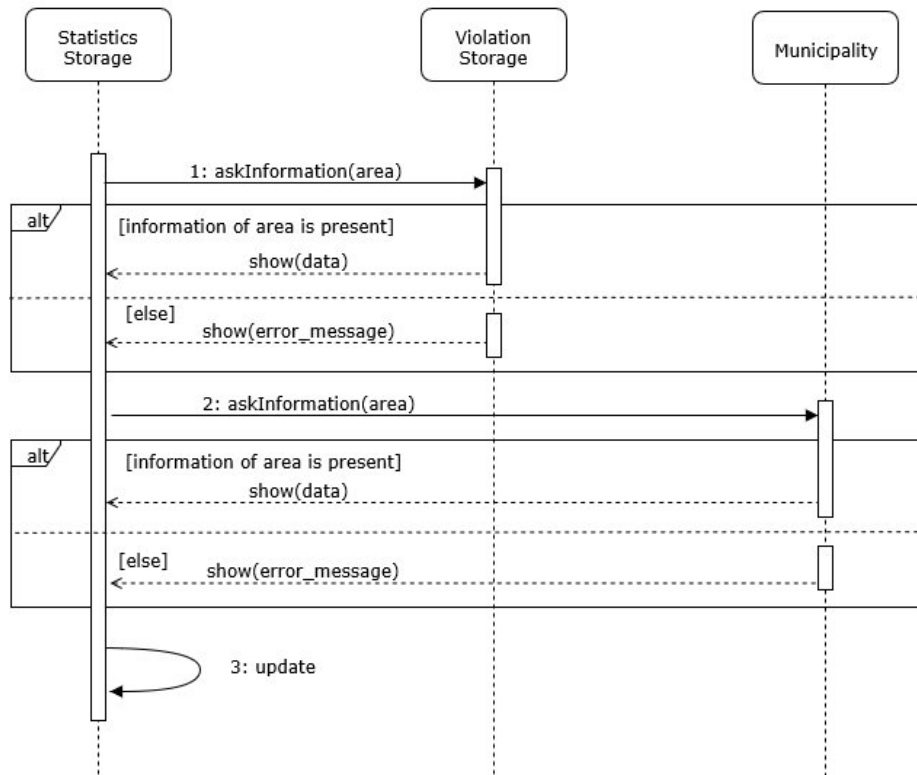 Statistics
Storage
Violation
Storage
Municipality
1: askInformation(area)
alt
[information of area is present]
show(data)
[else]
show(error_message)
2: askInformation(area)
alt
[information of area is present]
show(data)
[else]
show(error_message)
3: update